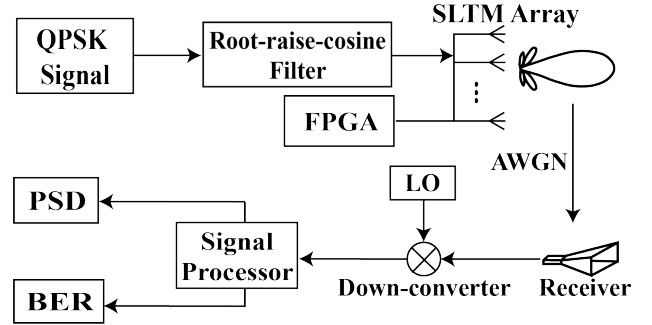 SLTM Array
QPSK
Signal
Root-raise-cosine
Filter
FPGA
AWGN
LO
PSD
Signal
Processor
BER
Down-converter
Receiver